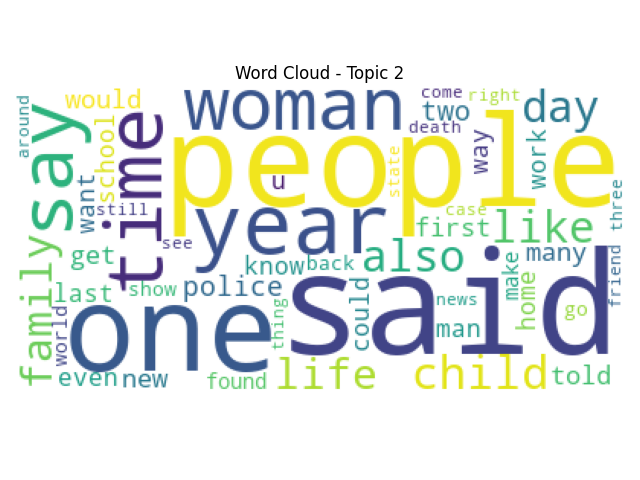 Word Cloud - Topic 2
around
would
woman
come
right
two
day
death
say
school
time
people
way
work
state
want
still
u
see
year
case
first
like
three
family
get
know
back
also
many
friend
last
show
police
could
news
make
home
go
world
one
thing
said
man
even
new
found
life
child
told